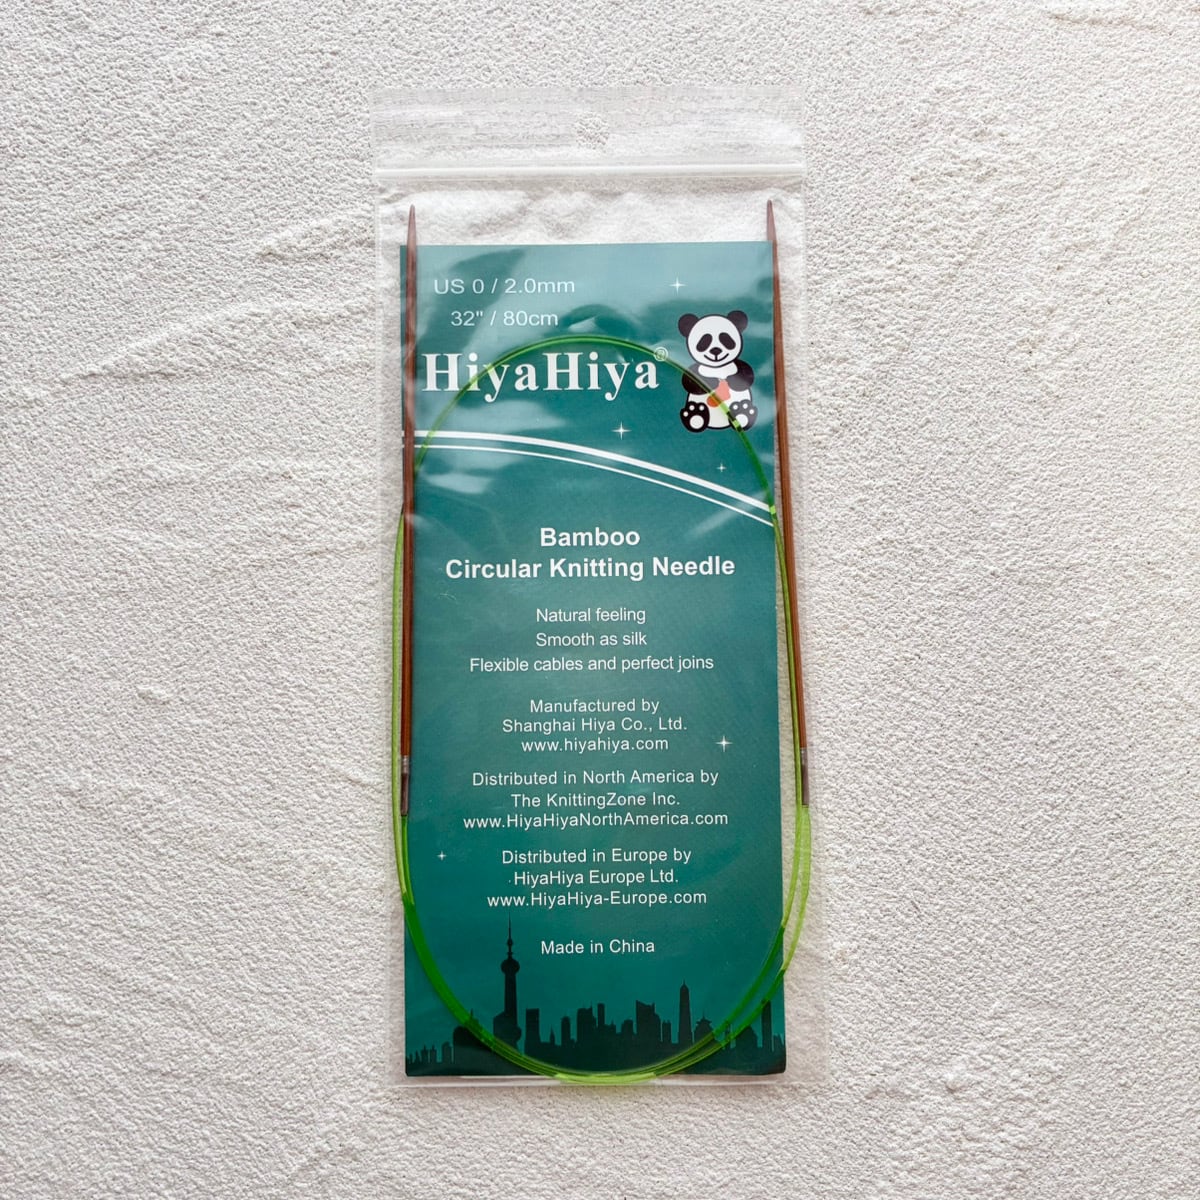 US 0 / 2.0mm
32" / 80cm
HiyaHiya®
Bamboo
Circular Knitting Needle
Natural feeling
Smooth as silk
Flexible cables and perfect joins
Manufactured by
Shanghai Hiya Co., Ltd.
www.hiyahiya.com
Distributed in North America by
The KnittingZone Inc.
www.HiyaHiyaNorthAmerica.com
Distributed in Europe by
HiyaHiya Europe Ltd.
www.HiyaHiya-Europe.com
Made in China